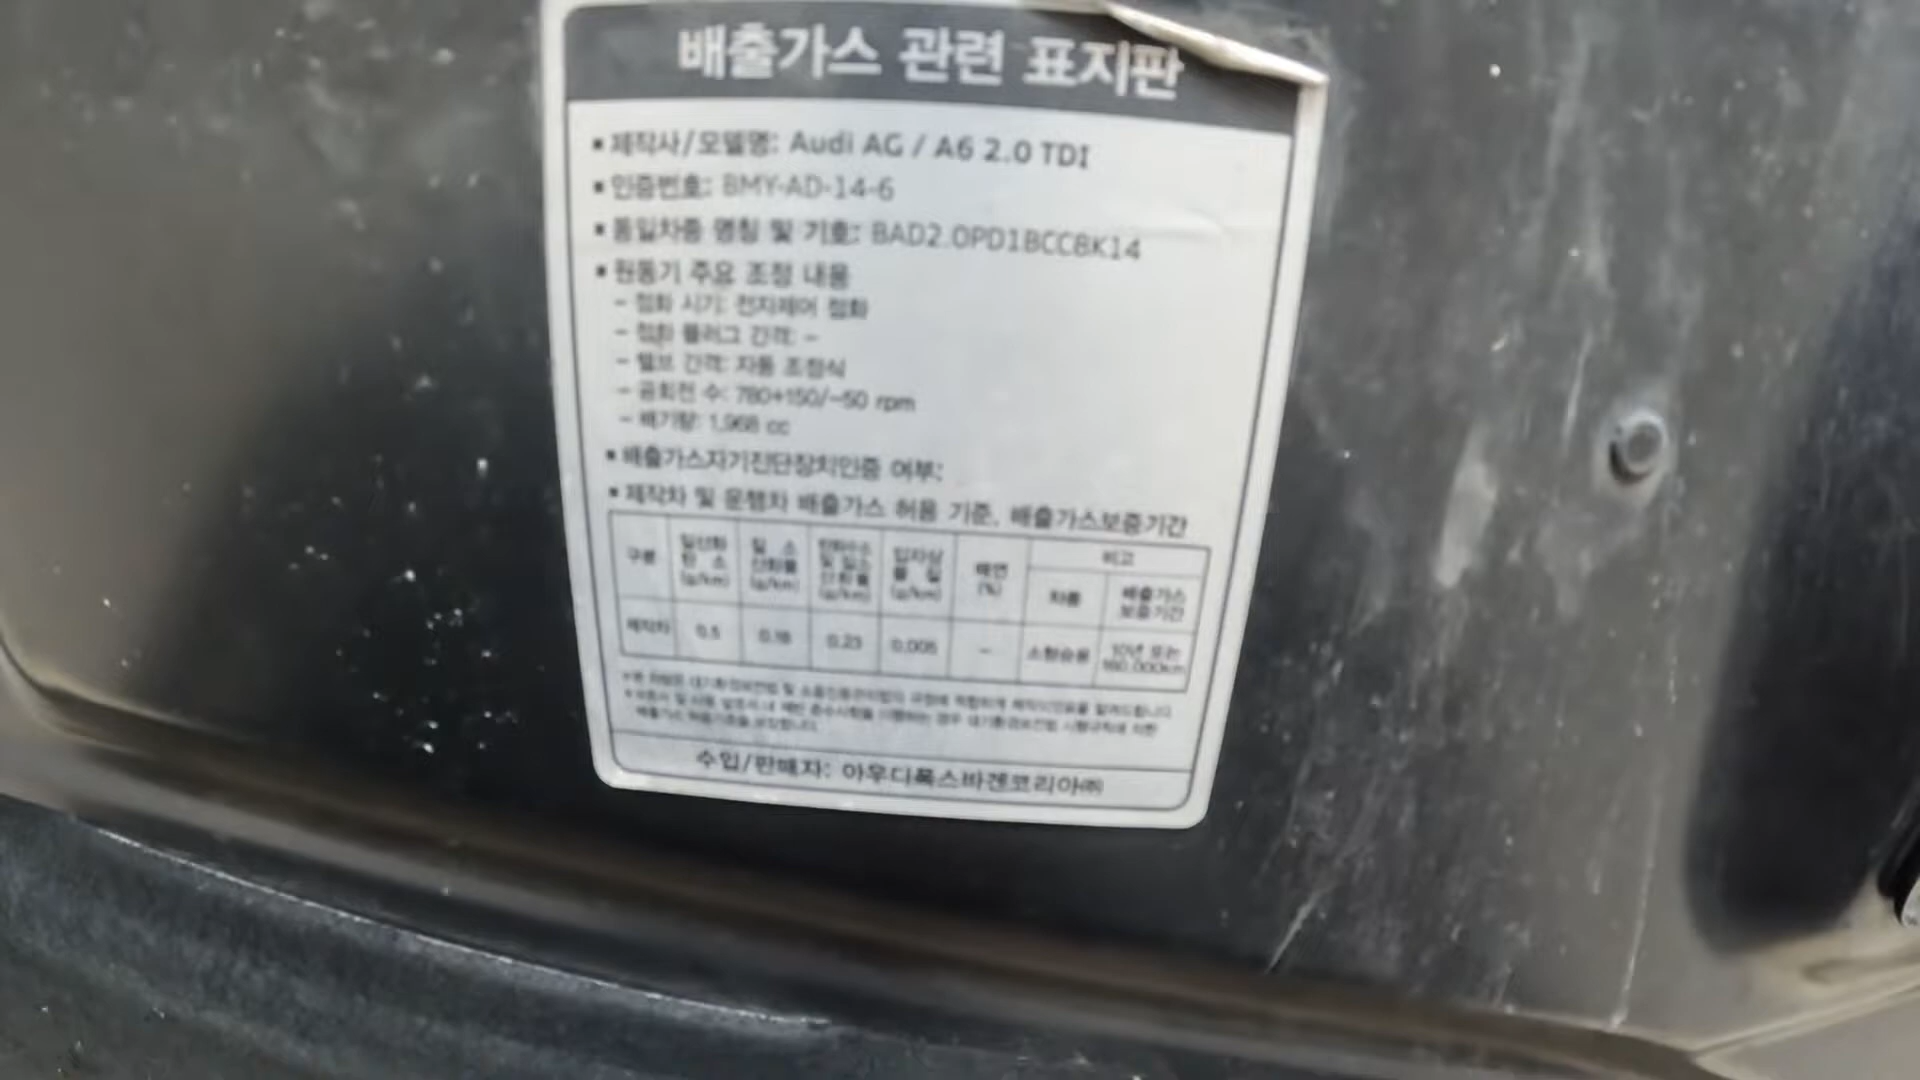 배출가스 관련 표지판
▪ 제작사/모델명: Audi AG / A6 2.0 TDI
▪ 인증번호: BMY-AD-14-6
▪ 동일차종 명칭 및 기호: BAD2.0PD1BCCBK14
▪ 원동기 주요 조정 내용
- 점화 시기: 전자제어 점화
- 점화 플러그 간격: -
- 밸브 간격: 자동 조정식
- 공회전 수: 780+150/-50 rpm
- 배기량: 1,968 cc
▪ 배출가스자기진단장치인증 여부:
▪ 제작차 및 운행차 배출가스 허용 기준, 배출가스보증기간
구분 일산화탄소(g/km) 질소산화물(g/km) 탄화수소및질소산화물(g/km) 입자상물질(g/km) 매연(%) 비고
차종 배출가스보증기간
제작차 0.5 0.18 0.23 0.005 - 소형승용 10년 또는 160,000km
수입/판매자: 아우디폭스바겐코리아㈜